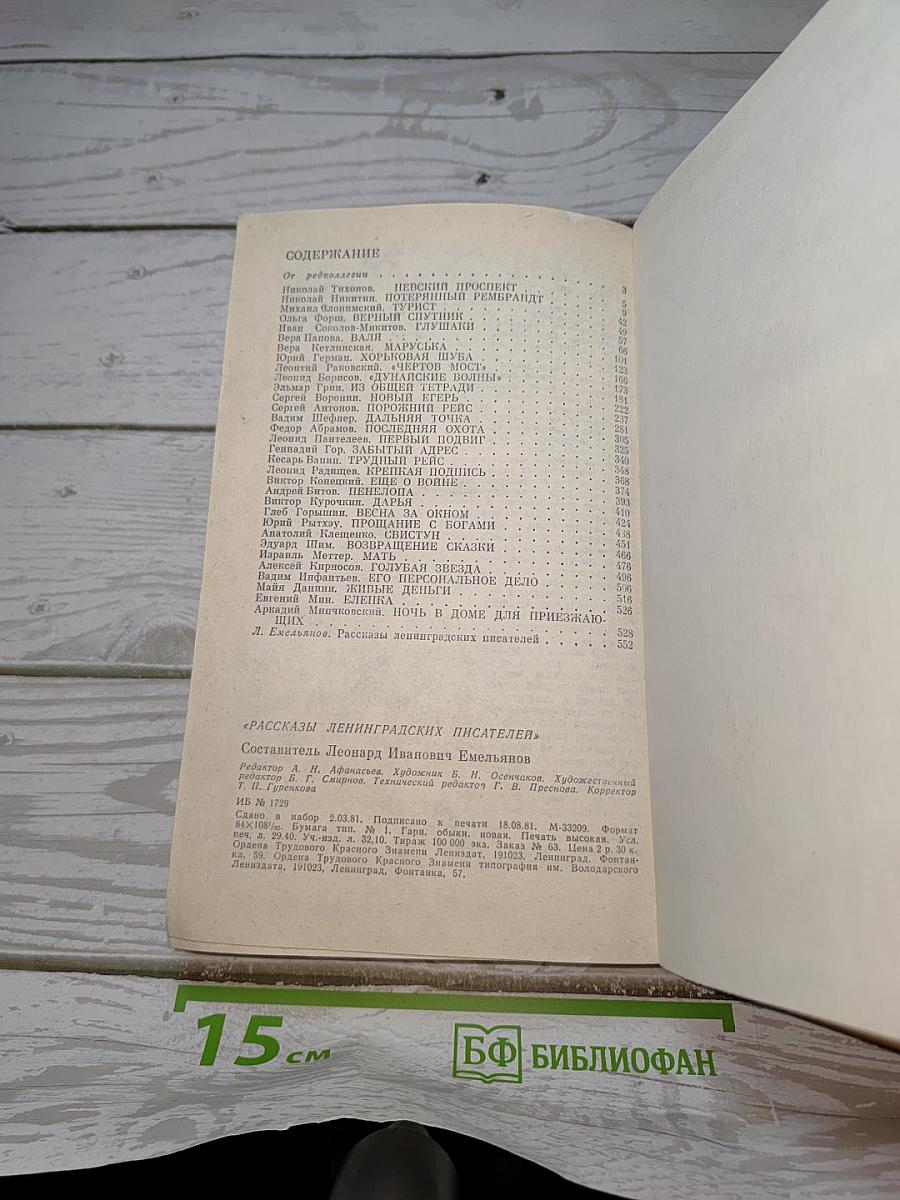 СОДЕРЖАНИЕ
От редколлегии . . . 3
Николай Тихонов. НЕВСКИЙ ПРОСПЕКТ . . . 5
Николай Никитин. ПОТЕРЯННЫЙ РЕМБРАНДТ . . . 9
Михаил Слонимский. ТУРИСТ . . . 42
Ольга Форш. ВЕРНЫЙ СПУТНИК . . . 49
Иван Соколов-Микитов. ГЛУШАКИ . . . 57
Вера Панова. ВАЛЯ . . . 66
Вера Кетлинская. МАРУСЬКА . . . 101
Юрий Герман. ХОРЬКОВАЯ ШУБА . . . 123
Леонтий Раковский. «ЧЕРТОВ МОСТ» . . . 166
Леонид Борисов. «ДУНАЙСКИЕ ВОЛНЫ» . . . 173
Эльмар Грин. ИЗ ОБЩЕЙ ТЕТРАДИ . . . 181
Сергей Воронин. НОВЫЙ ЕГЕРЬ . . . 222
Сергей Антонов. ПОРОЖНИЙ РЕЙС . . . 237
Вадим Шефнер. ДАЛЬНЯЯ ТОЧКА . . . 281
Федор Абрамов. ПОСЛЕДНЯЯ ОХОТА . . . 305
Леонид Пантелеев. ПЕРВЫЙ ПОДВИГ . . . 325
Геннадий Гор. ЗАБЫТЫЙ АДРЕС . . . 340
Кесарь Ванин. ТРУДНЫЙ РЕЙС . . . 348
Леонид Радищев. КРЕПКАЯ ПОДПИСЬ . . . 368
Виктор Конецкий. ЕЩЕ О ВОЙНЕ . . . 374
Андрей Битов. ПЕНЕЛОПА . . . 393
Виктор Курочкин. ДАРЬЯ . . . 410
Глеб Горышин. ВЕСНА ЗА ОКНОМ . . . 424
Юрий Рытхэу. ПРОЩАНИЕ С БОГАМИ . . . 438
Анатолий Клещенко. СВИСТУН . . . 451
Эдуард Шим. ВОЗВРАЩЕНИЕ СКАЗКИ . . . 466
Израиль Меттер. МАТЬ . . . 476
Алексей Кирносов. ГОЛУБАЯ ЗВЕЗДА . . . 496
Вадим Инфантьев. ЕГО ПЕРСОНАЛЬНОЕ ДЕЛО . . . 506
Майя Данини. ЖИВЫЕ ДЕНЬГИ . . . 516
Евгений Мин. ЕЛЕНКА . . . 526
Аркадий Минчковский. НОЧЬ В ДОМЕ ДЛЯ ПРИЕЗЖАЮ-
ЩИХ . . . 528
Л. Емельянов. Рассказы ленинградских писателей . . . 552
«РАССКАЗЫ ЛЕНИНГРАДСКИХ ПИСАТЕЛЕЙ»
Составитель Леонард Иванович Емельянов
Редактор А. Н. Афанасьев. Художник Б. Н. Осенчаков. Художественный
редактор Б. Г. Смирнов. Технический редактор Г. В. Преснова. Корректор
Т. П. Гуренкова
ИБ № 1729
Сдано в набор 2.03.81. Подписано к печати 18.08.81. М-33209. Формат
84×108¹/₃₂. Бумага тип. № 1. Гарн. обыкн. новая. Печать высокая. Усл.
печ. л. 29.40. Уч.-изд. л. 32,10. Тираж 100 000 экз. Заказ № 63. Цена 2 р. 30 к.
Ордена Трудового Красного Знамени Лениздат, 191023, Ленинград, Фонтан-
ка, 59. Ордена Трудового Красного Знамени типография им. Володарского
Лениздата, 191023, Ленинград, Фонтанка, 57.
15 см
БФ БИБЛИОФАН